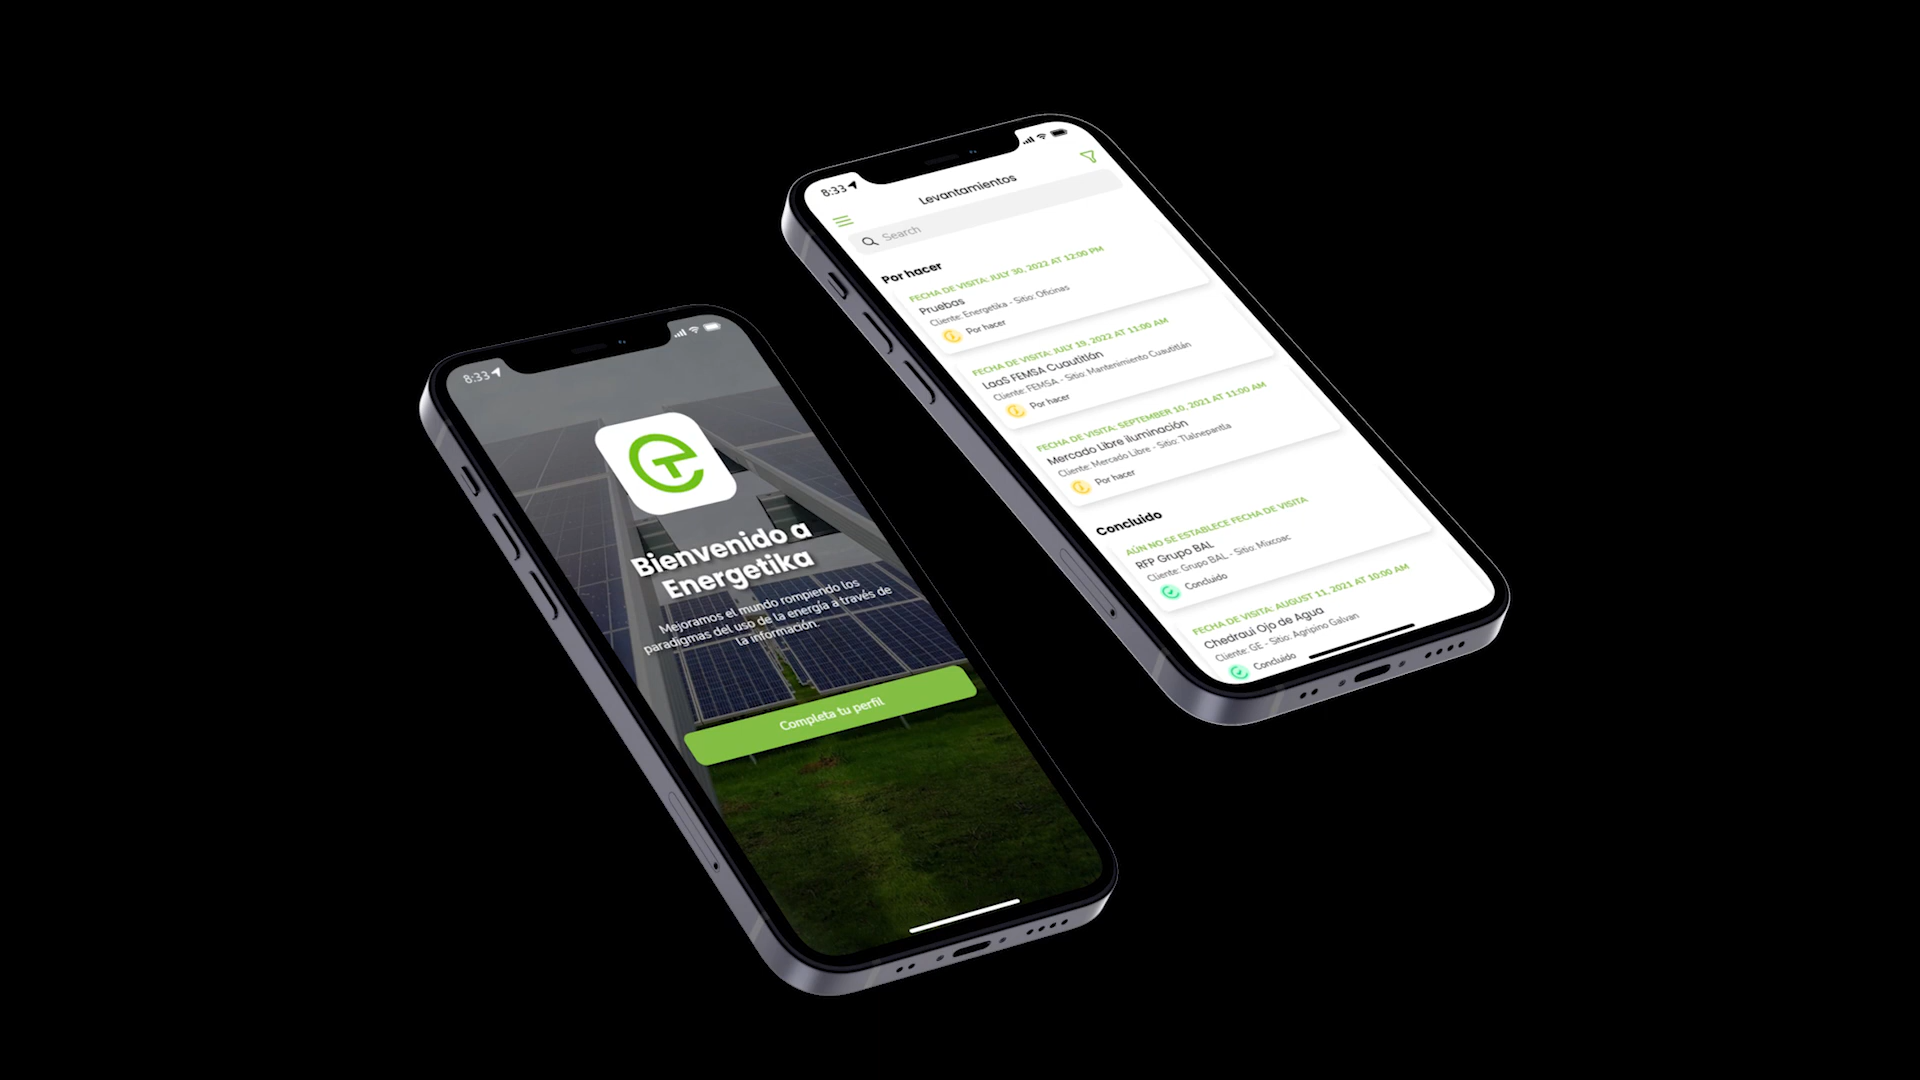 8:33
Bienvenido a
Energetika
Mejoramos el mundo rompiendo los
paradigmas del uso de la energía a través de
la información.
Completa tu perfil
8:33
Levantamientos
Search
Por hacer
FECHA DE VISITA: JULY 30, 2022 AT 12:00 PM
Pruebas
Cliente: Energetika - Sitio: Oficinas
Por hacer
FECHA DE VISITA: JULY 19, 2022 AT 11:00 AM
LaaS FEMSA Cuautitlán
Cliente: FEMSA - Sitio: Mantenimiento Cuautitlán
Por hacer
FECHA DE VISITA: SEPTEMBER 10, 2021 AT 11:00 AM
Mercado Libre iluminación
Cliente: Mercado Libre - Sitio: Tlalnepantla
Por hacer
Concluido
AÚN NO SE ESTABLECE FECHA DE VISITA
RFP Grupo BAL
Cliente: Grupo BAL - Sitio: Mixcoac
Concluido
FECHA DE VISITA: AUGUST 11, 2021 AT 10:00 AM
Chedraui Ojo de Agua
Cliente: GE - Sitio: Agripino Galvan
Concluido